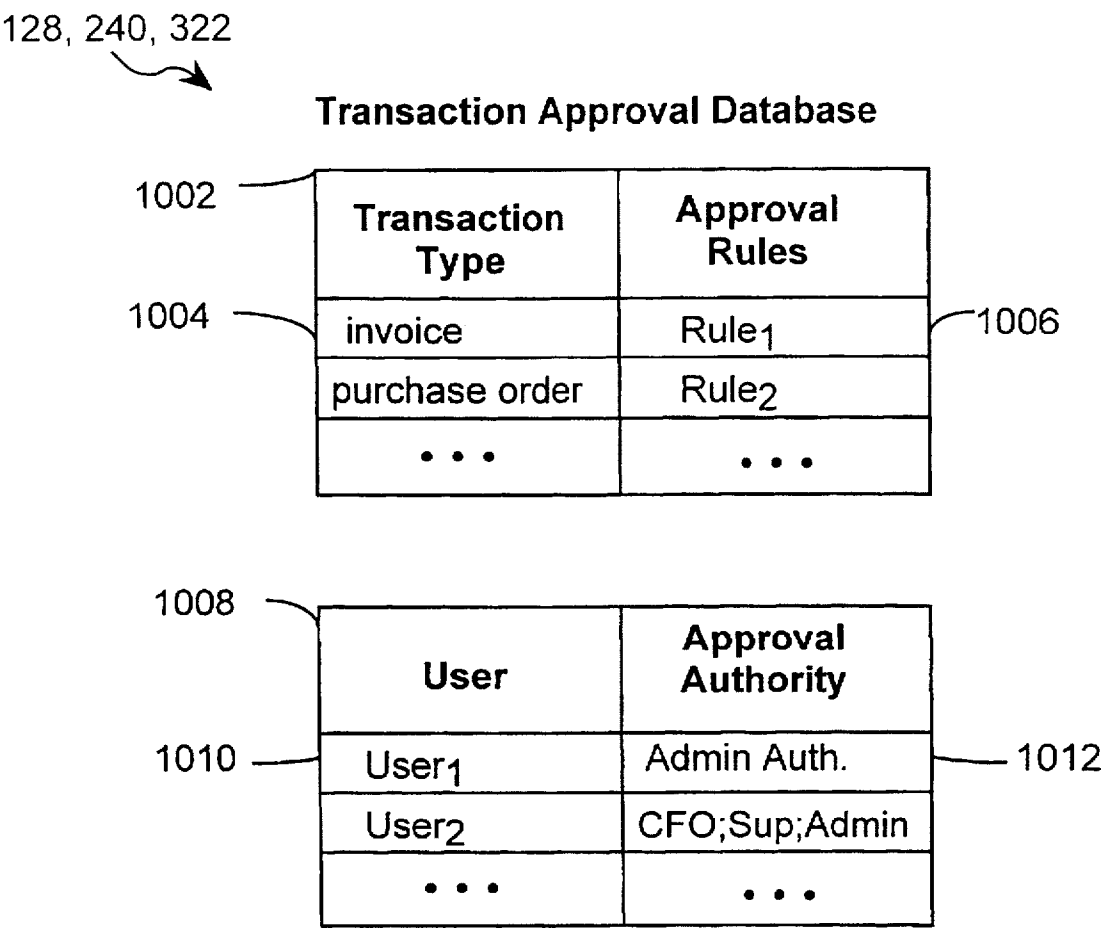 128, 240, 322
Transaction Approval Database
1002
Transaction Type
Approval Rules
1004
invoice
Rule1
1006
purchase order
Rule2
• • •
• • •
1008
User
Approval Authority
1010
User1
Admin Auth.
1012
User2
CFO;Sup;Admin
• • •
• • •